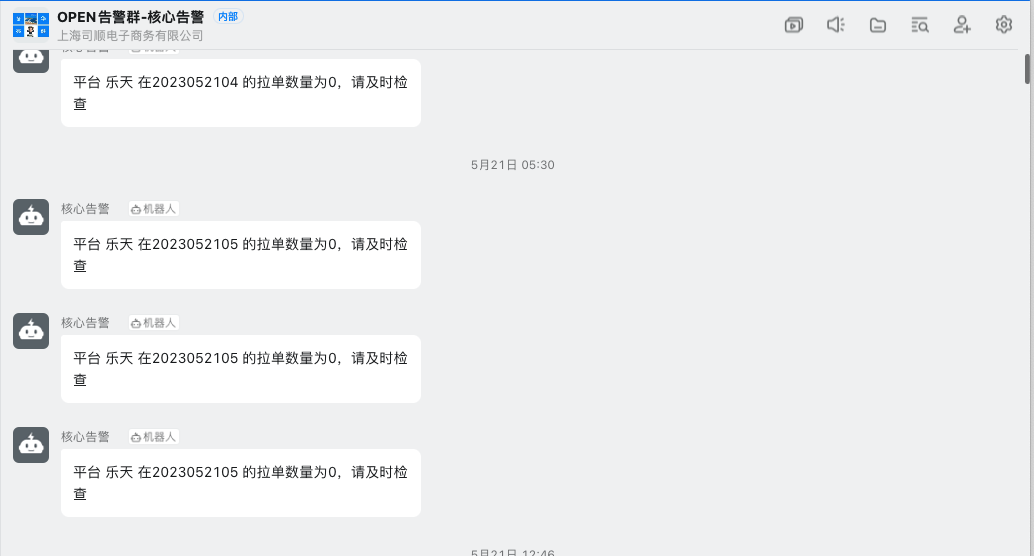 OPEN告警群-核心告警 内部
上海司顺电子商务有限公司
核心告警 机器人
平台 乐天 在2023052104 的拉单数量为0，请及时检
查
5月21日 05:30
核心告警 机器人
平台 乐天 在2023052105 的拉单数量为0，请及时检
查
核心告警 机器人
平台 乐天 在2023052105 的拉单数量为0，请及时检
查
核心告警 机器人
平台 乐天 在2023052105 的拉单数量为0，请及时检
查
5月21日 12:46